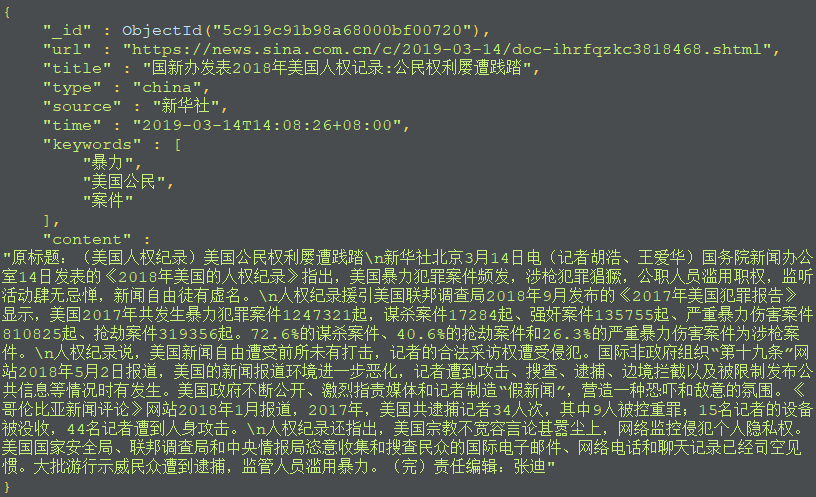 {
"_id" : ObjectId("5c919c91b98a68000bf00720"),
"url" : "https://news.sina.com.cn/c/2019-03-14/doc-ihrfqzkc3818468.shtml",
"title" : "国新办发表2018年美国人权记录:公民权利屡遭践踏",
"type" : "china",
"source" : "新华社",
"time" : "2019-03-14T14:08:26+08:00",
"keywords" : [
"暴力",
"美国公民",
"案件"
],
"content" :
"原标题：（美国人权纪录）美国公民权利屡遭践踏\n新华社北京3月14日电（记者胡浩、王爱华）国务院新闻办公
室14日发表的《2018年美国的人权纪录》指出，美国暴力犯罪案件频发，涉枪犯罪猖獗，公职人员滥用职权，监听
活动肆无忌惮，新闻自由徒有虚名。\n人权纪录援引美国联邦调查局2018年9月发布的《2017年美国犯罪报告》
显示，美国2017年共发生暴力犯罪案件1247321起，谋杀案件17284起、强奸案件135755起、严重暴力伤害案件
810825起、抢劫案件319356起。72.6%的谋杀案件、40.6%的抢劫案件和26.3%的严重暴力伤害案件为涉枪案
件。\n人权纪录说，美国新闻自由遭受前所未有打击，记者的合法采访权遭受侵犯。国际非政府组织“第十九条”网
站2018年5月2日报道，美国的新闻报道环境进一步恶化，记者遭到攻击、搜查、逮捕、边境拦截以及被限制发布公
共信息等情况时有发生。美国政府不断公开、激烈指责媒体和记者制造“假新闻”，营造一种恐吓和敌意的氛围。《
哥伦比亚新闻评论》网站2018年1月报道，2017年，美国共逮捕记者34人次，其中9人被控重罪；15名记者的设备
被没收，44名记者遭到人身攻击。\n人权纪录还指出，美国宗教不宽容言论甚嚣尘上，网络监控侵犯个人隐私权。
美国国家安全局、联邦调查局和中央情报局恣意收集和搜查民众的国际电子邮件、网络电话和聊天记录已经司空见
惯。大批游行示威民众遭到逮捕，监管人员滥用暴力。（完）责任编辑：张迪"
}